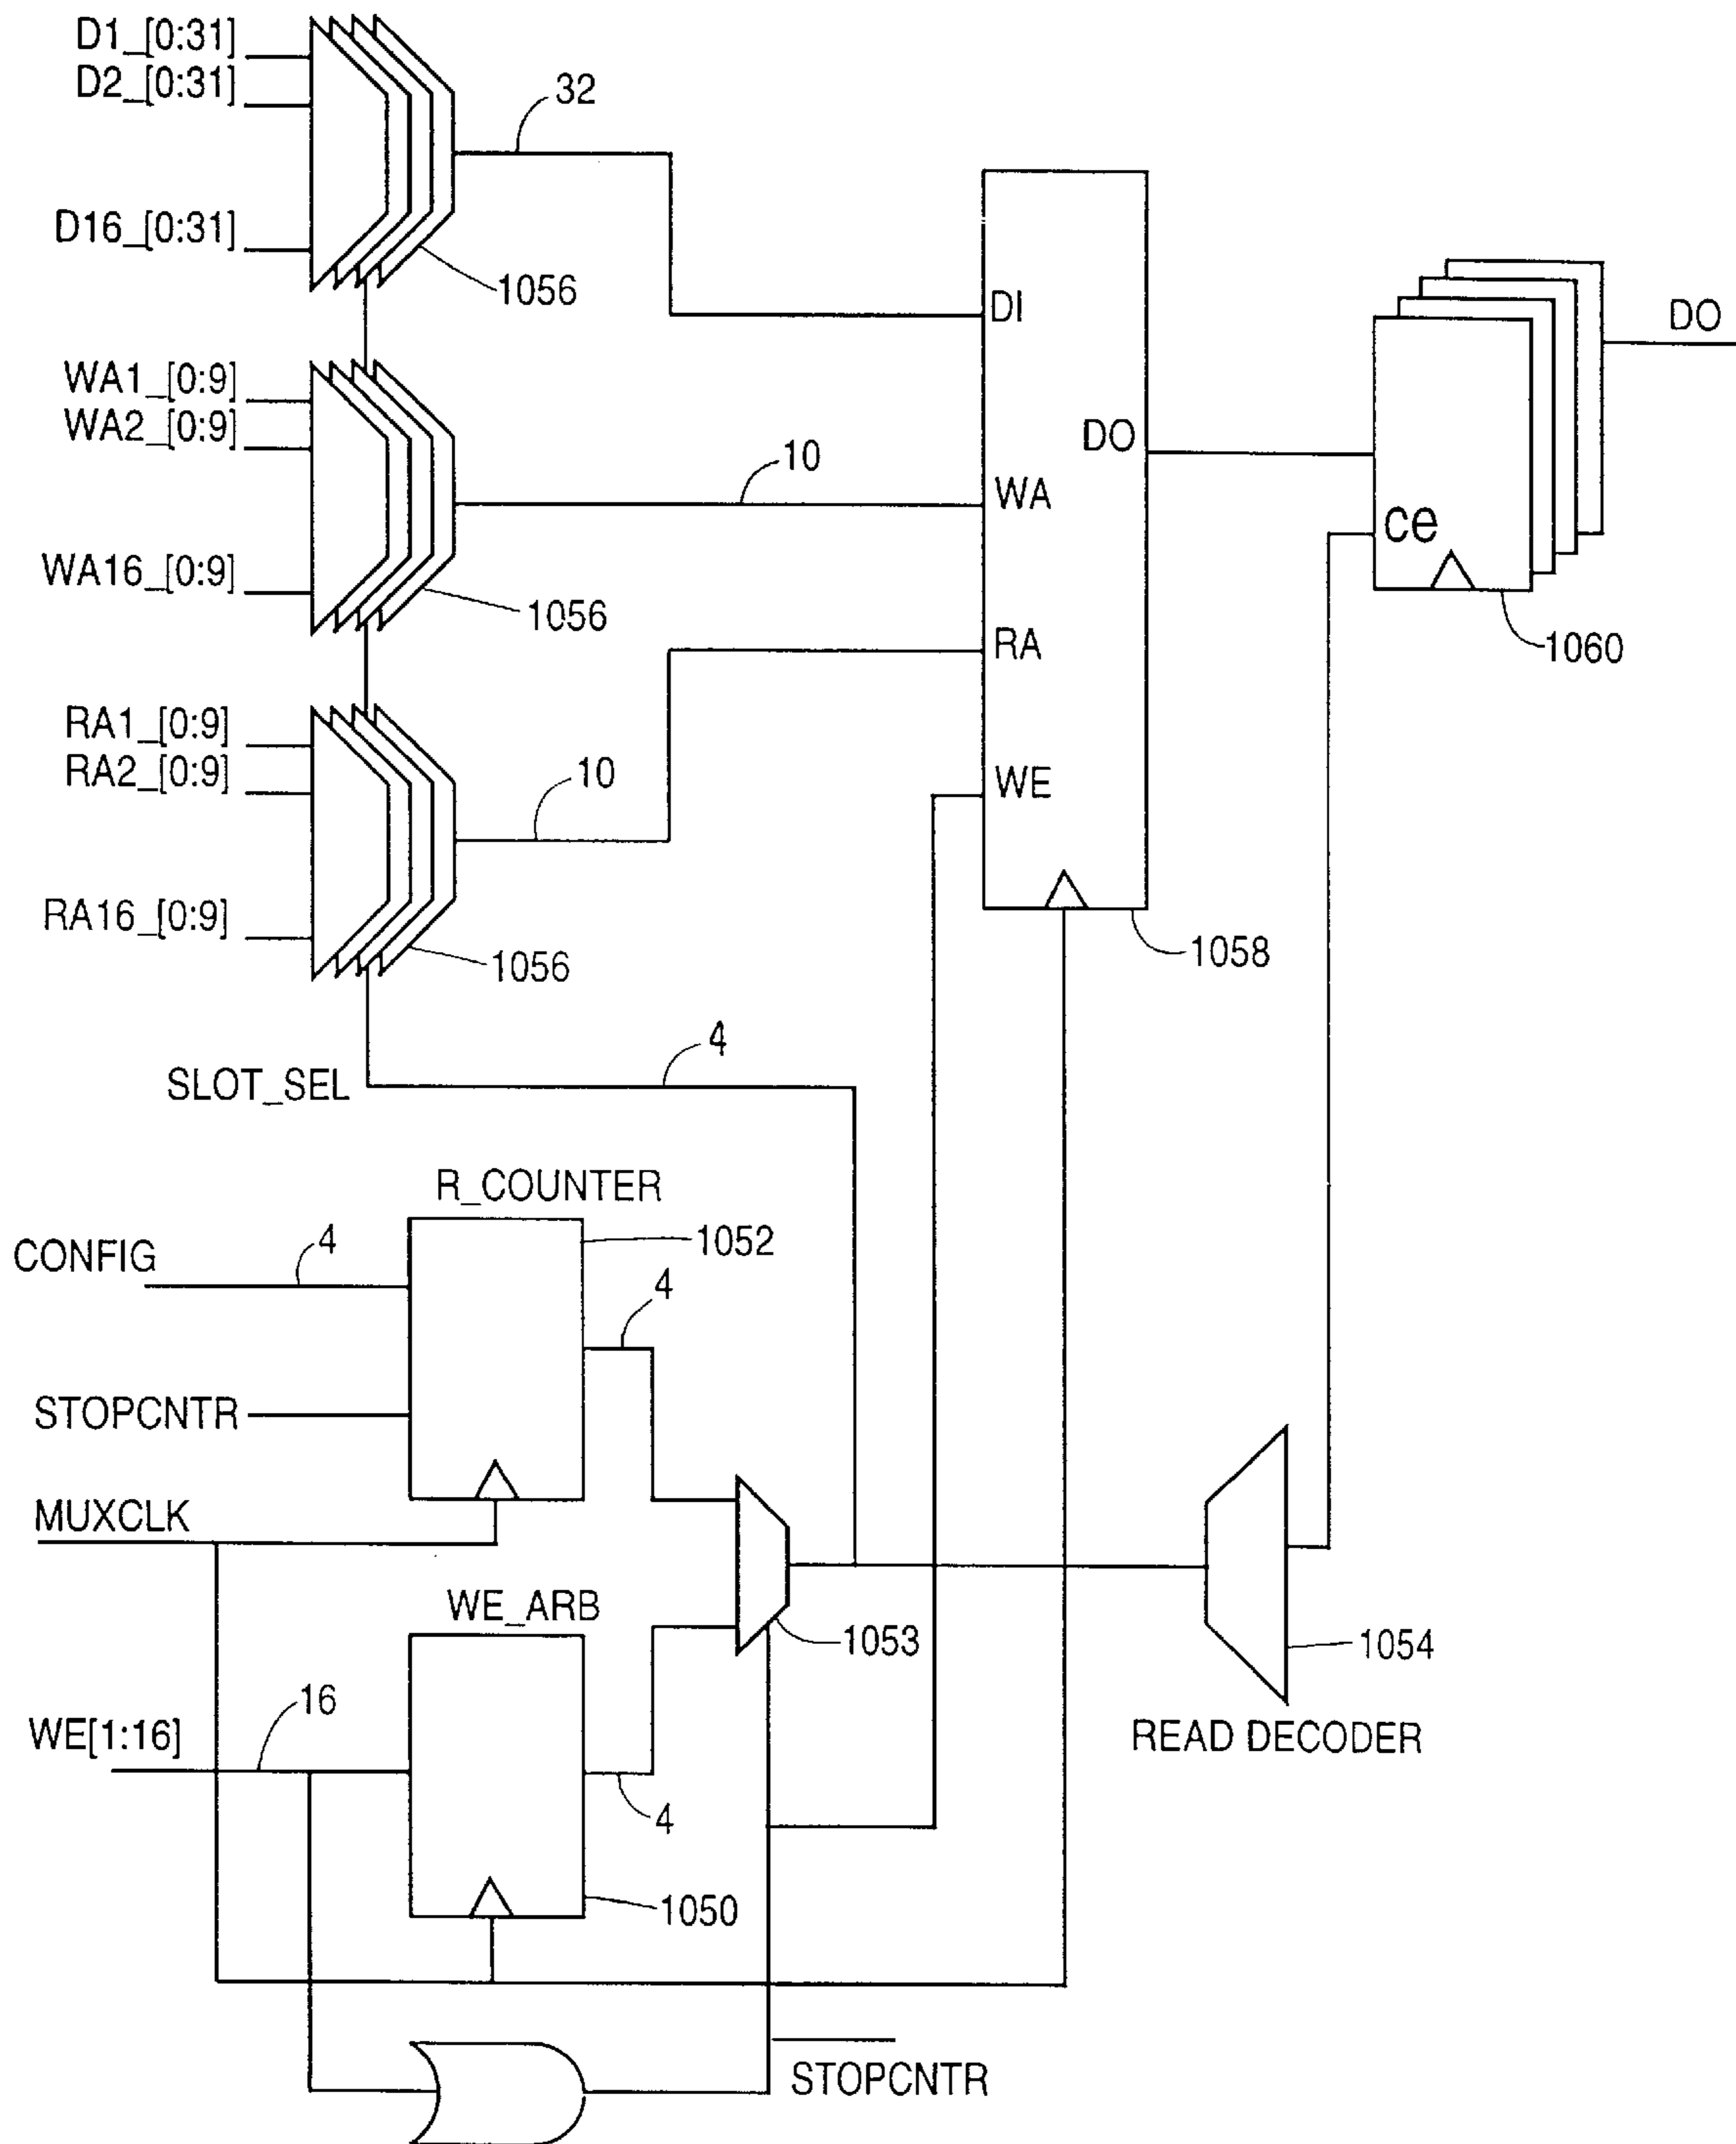 D1_[0:31]
D2_[0:31]
D16_[0:31]
32
1056
WA1_[0:9]
WA2_[0:9]
WA16_[0:9]
10
1056
RA1_[0:9]
RA2_[0:9]
RA16_[0:9]
10
1056
DI
WA
RA
WE
DO
1058
ce
DO
1060
SLOT_SEL
4
R_COUNTER
1052
CONFIG
4
4
STOPCNTR
MUXCLK
WE_ARB
1053
1054
READ DECODER
WE[1:16]
16
4
1050
STOPCNTR